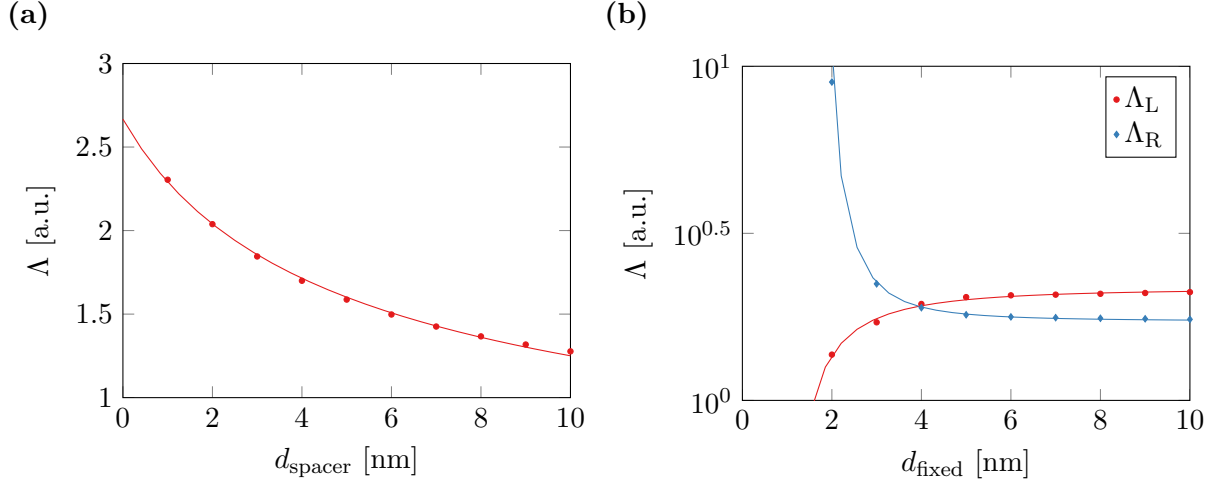 (a)
3
2.5
2
1.5
1
0 2 4 6 8 10
Λ [a.u.]
d_spacer [nm]
(b)
10^1
10^0.5
10^0
0 2 4 6 8 10
Λ [a.u.]
d_fixed [nm]
Λ_L
Λ_R